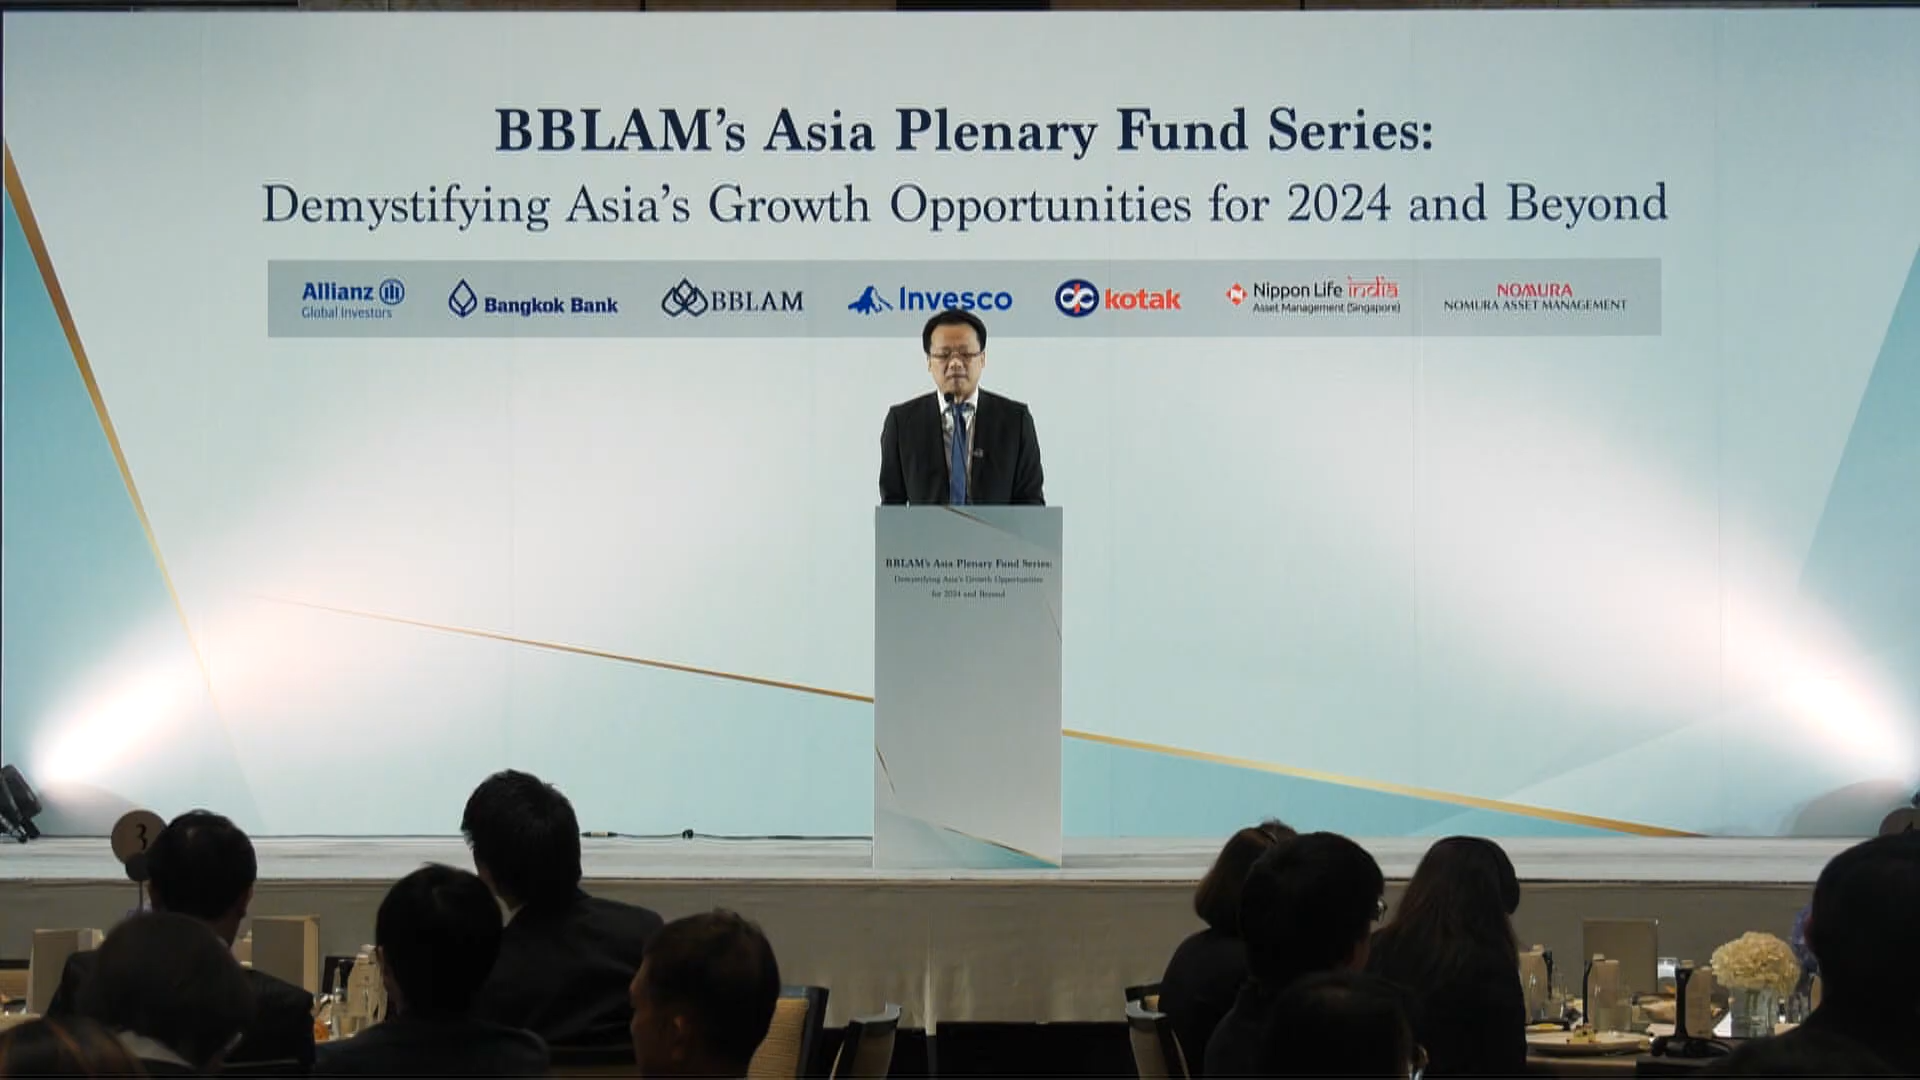 BBLAM's Asia Plenary Fund Series:
Demystifying Asia's Growth Opportunities for 2024 and Beyond
Allianz
Global Investors
Bangkok Bank
BBLAM
Invesco
kotak
Nippon Life india
Asset Management (Singapore)
NOMURA
NOMURA ASSET MANAGEMENT
BBLAM's Asia Plenary Fund Series:
Demystifying Asia's Growth Opportunities
for 2024 and Beyond
3